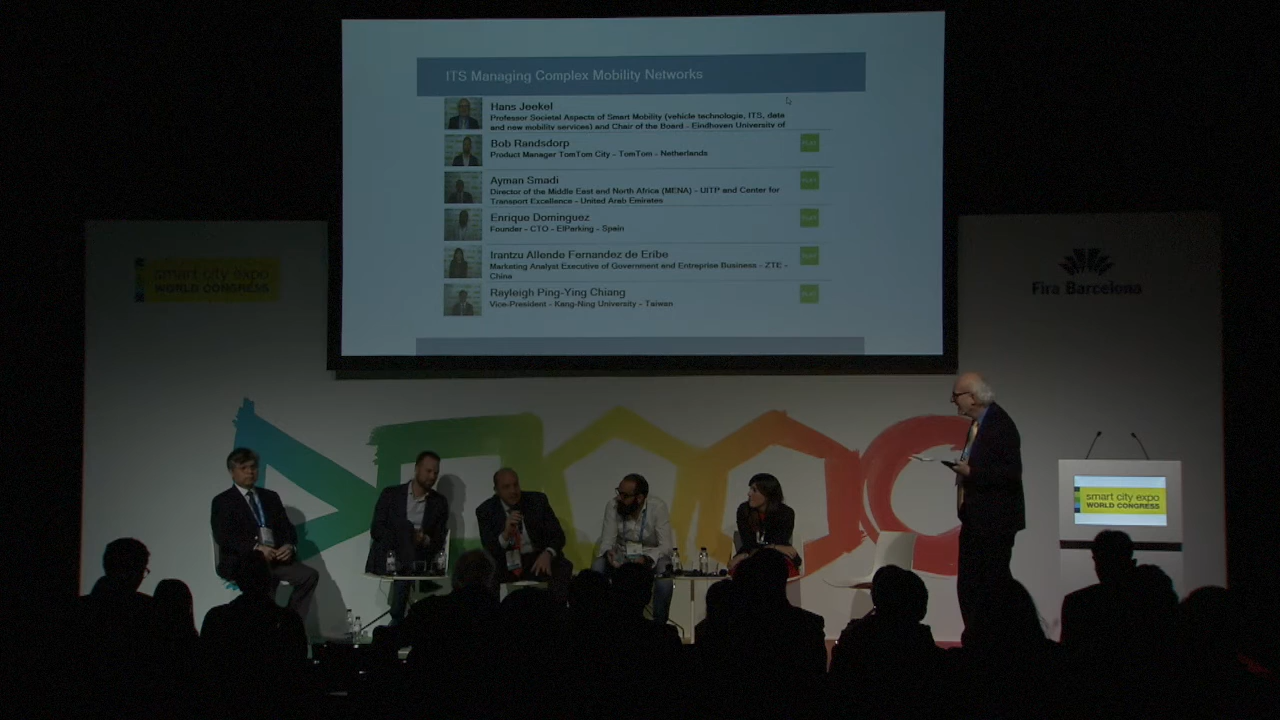 ITS Managing Complex Mobility Networks
Hans Jeekel
Professor Societal Aspects of Smart Mobility (vehicle technologie, ITS, data
and new mobility services) and Chair of the Board - Eindhoven University of
Bob Randsdorp
Product Manager TomTom City - TomTom - Netherlands
PLAY
Ayman Smadi
Director of the Middle East and North Africa (MENA) - UITP and Center for
Transport Excellence - United Arab Emirates
PLAY
Enrique Dominguez
Founder - CTO - ElParking - Spain
PLAY
Irantzu Allende Fernandez de Eribe
Marketing Analyst Executive of Government and Entreprise Business - ZTE -
China
PLAY
Rayleigh Ping-Ying Chiang
Vice-President - Kang-Ning University - Taiwan
PLAY
smart city expo
WORLD CONGRESS
Fira Barcelona
smart city expo
WORLD CONGRESS